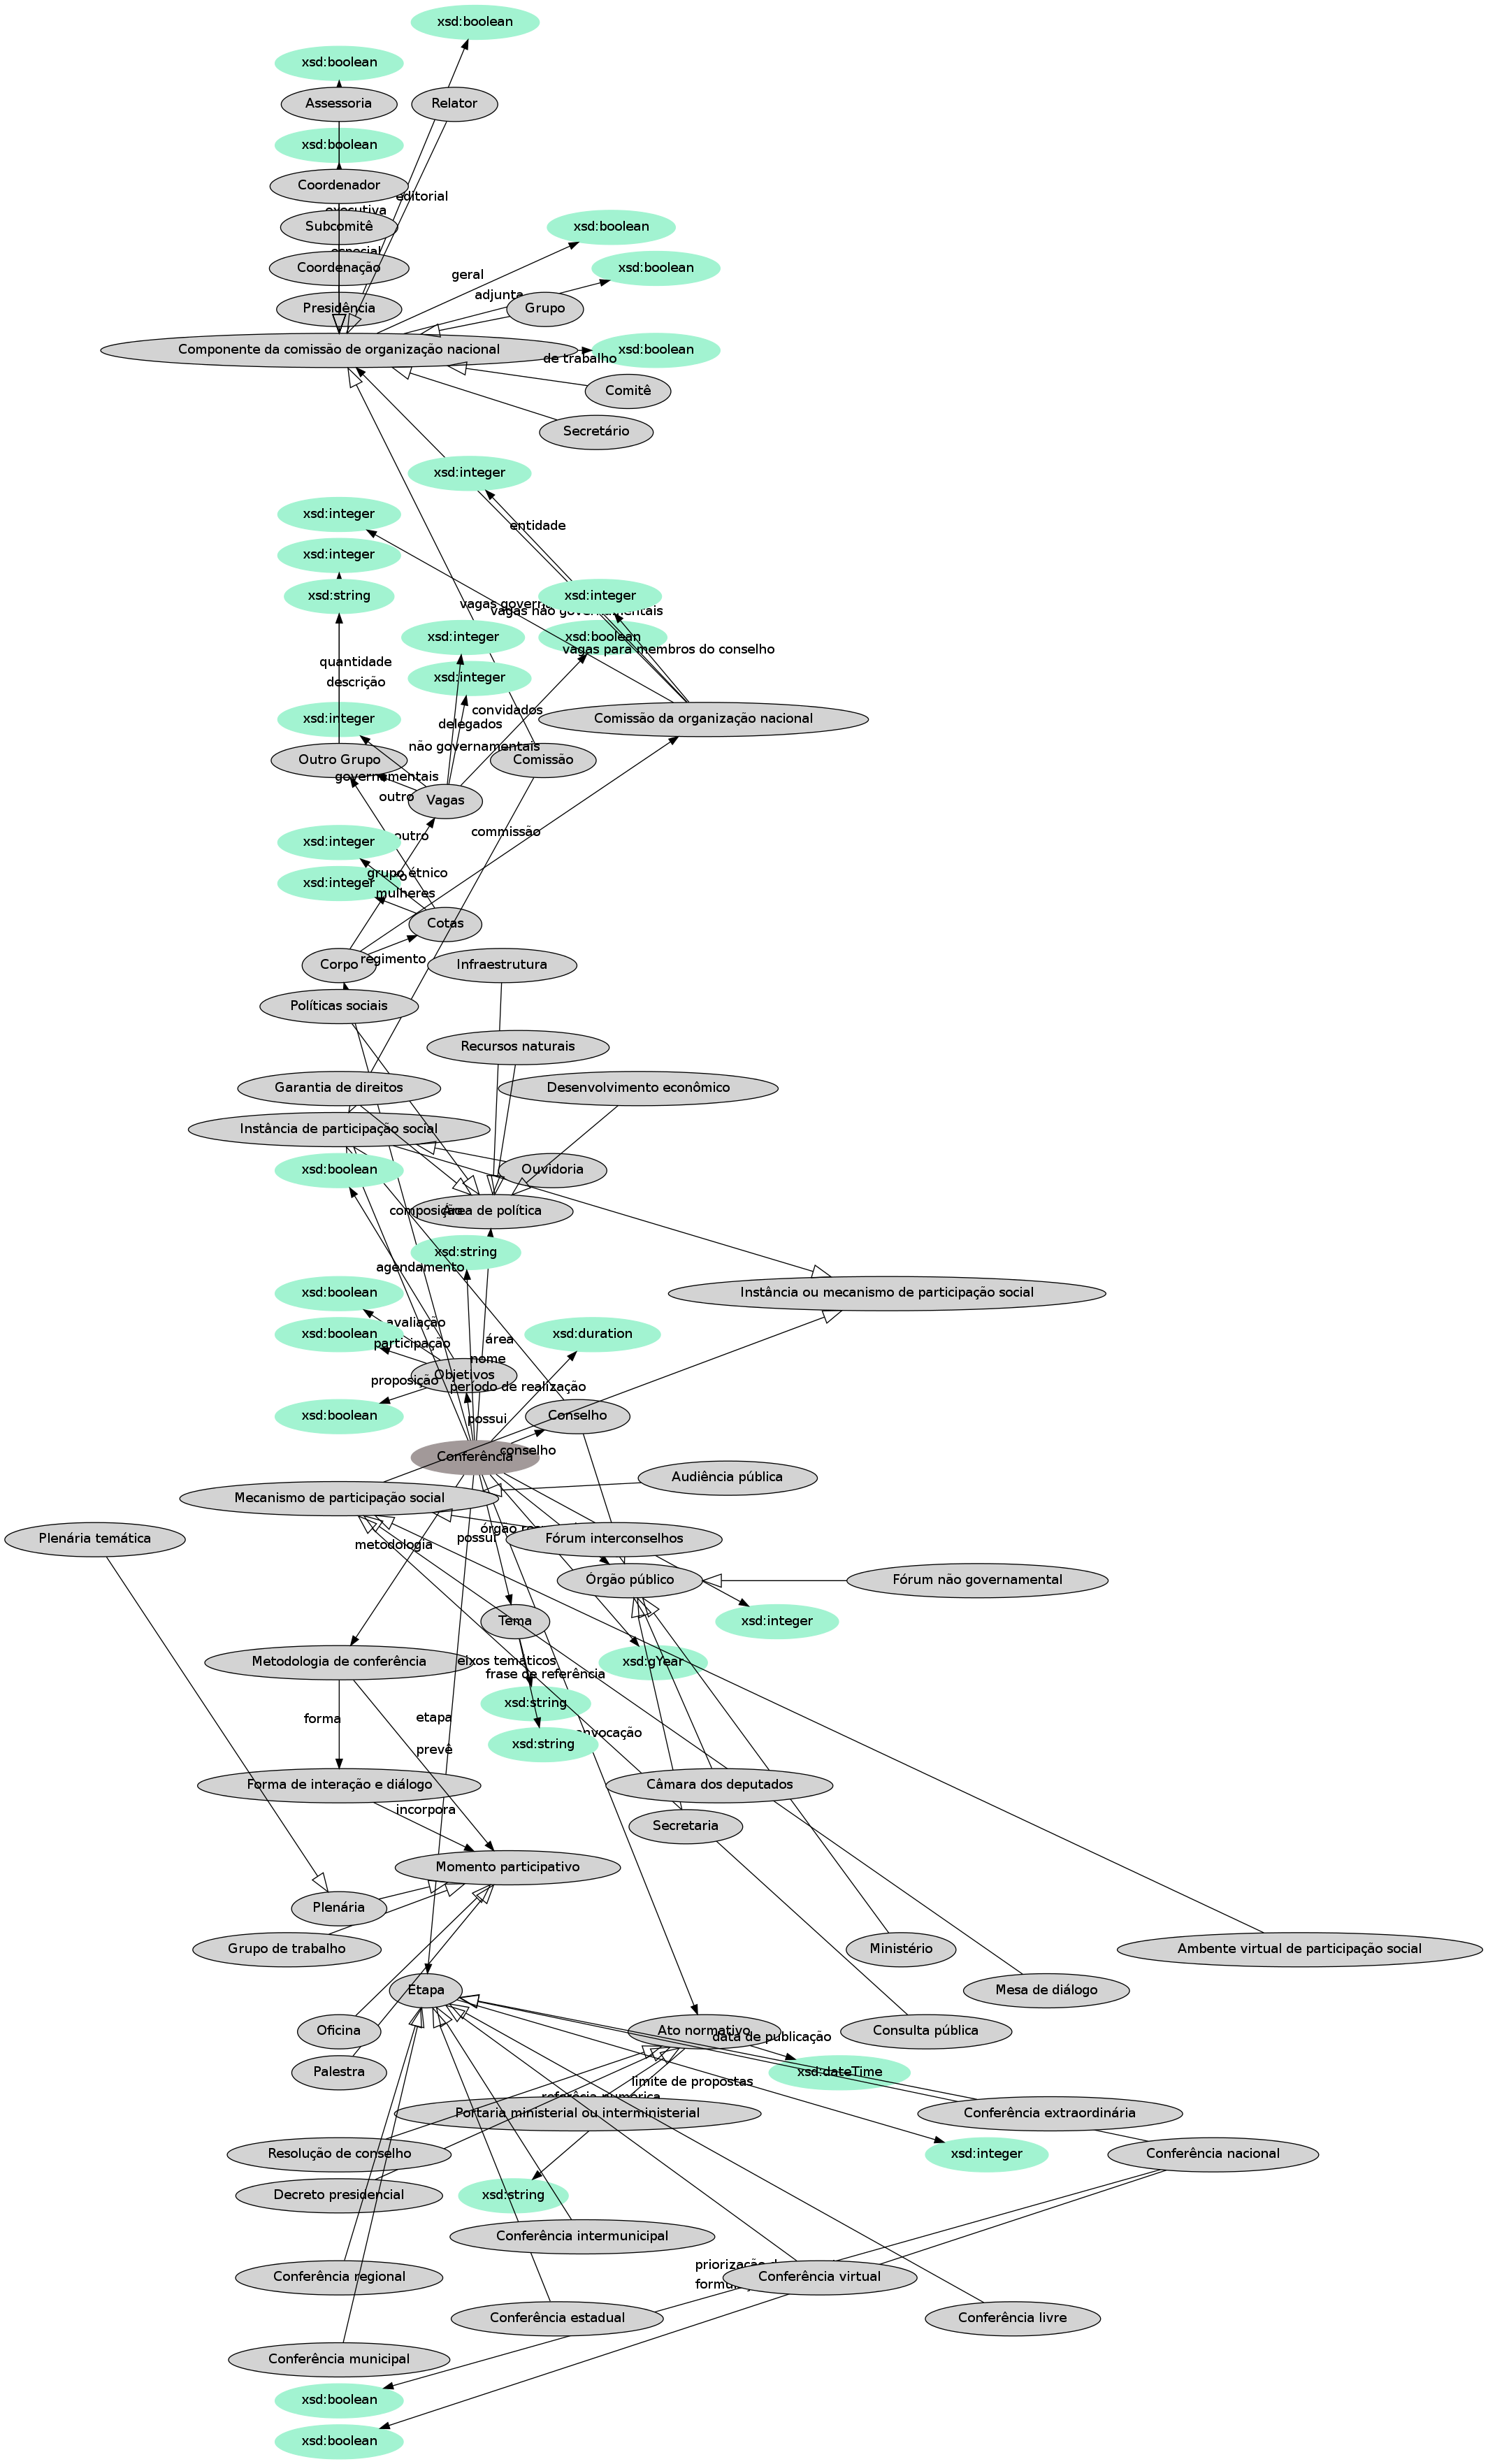 xsd:boolean
xsd:boolean
Assessoria
Relator
xsd:boolean
Coordenador
editorial
executiva
Subcomitê
xsd:boolean
especial
Coordenação
xsd:boolean
geral
adjunta
Presidência
Grupo
Componente da comissão de organização nacional
xsd:boolean
de trabalho
Comitê
Secretário
xsd:integer
xsd:integer
entidade
xsd:integer
xsd:string
xsd:integer
vagas não governamentais
xsd:integer
xsd:boolean
vagas para membros do conselho
quantidade
xsd:integer
descrição
convidados
xsd:integer
delegados
Comissão da organização nacional
não governamentais
Outro Grupo
Comissão
governamentais
outro
Vagas
outro
commissão
xsd:integer
grupo étnico
xsd:integer
mulheres
Cotas
regimento
Corpo
Infraestrutura
Políticas sociais
Recursos naturais
Garantia de direitos
Desenvolvimento econômico
Instância de participação social
xsd:boolean
Ouvidoria
composição
Área de política
xsd:string
agendamento
xsd:boolean
Instância ou mecanismo de participação social
avaliação
xsd:boolean
participação
área
xsd:duration
nome
Objetivos
proposição
período de realização
xsd:boolean
possui
Conselho
conselho
Conferência
Audiência pública
Mecanismo de participação social
Plenária temática
possui
Fórum interconselhos
metodologia
Órgão público
Fórum não governamental
Tema
xsd:integer
Metodologia de conferência
eixos temáticos
xsd:gYear
frase de referência
xsd:string
forma
etapa
xsd:string
prevê
Forma de interação e diálogo
Câmara dos deputados
incorpora
Secretaria
Momento participativo
Plenária
Grupo de trabalho
Ministério
Ambente virtual de participação social
Etapa
Mesa de diálogo
Oficina
Ato normativo
data de publicação
Consulta pública
Palestra
xsd:dateTime
limite de propostas
Portaria ministerial ou interministerial
Conferência extraordinária
Resolução de conselho
xsd:integer
Conferência nacional
Decreto presidencial
xsd:string
Conferência intermunicipal
priorização
Conferência regional
Conferência virtual
Conferência estadual
Conferência livre
Conferência municipal
xsd:boolean
xsd:boolean